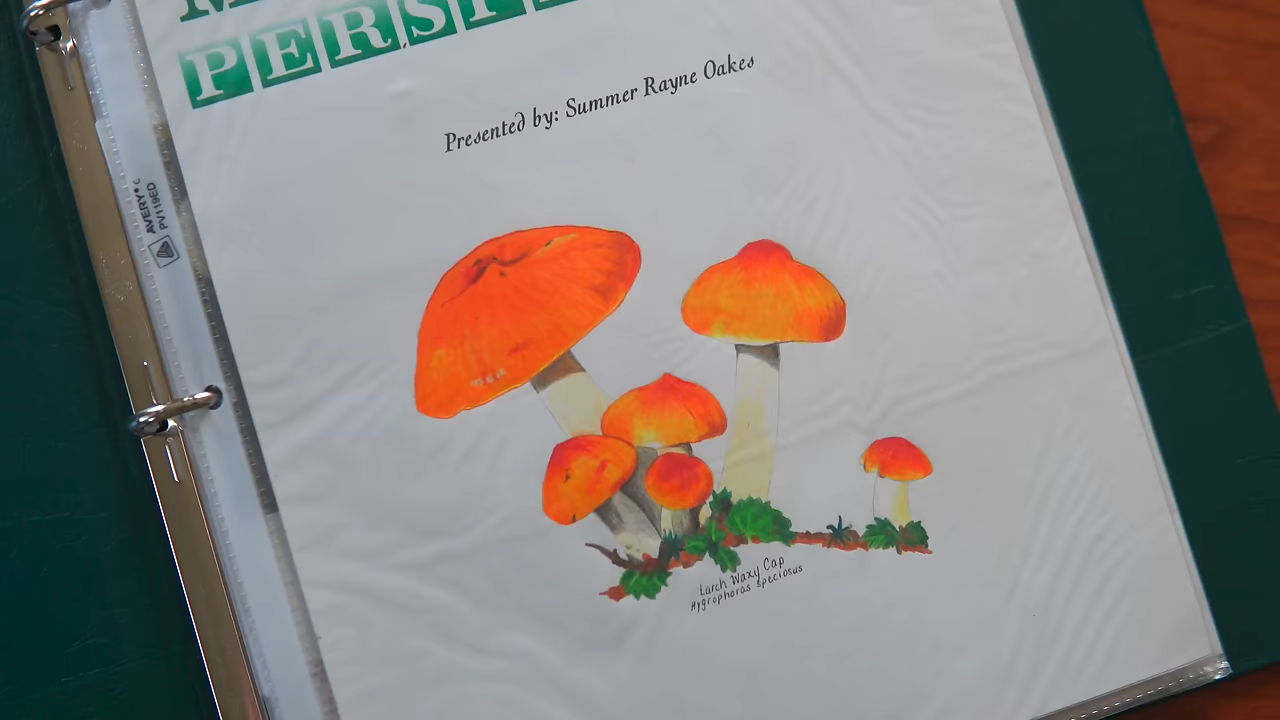 PERS
Presented by: Summer Rayne Oakes
AVERY
PV119ED
Larch Waxy Cap
Hygrophorus speciosus